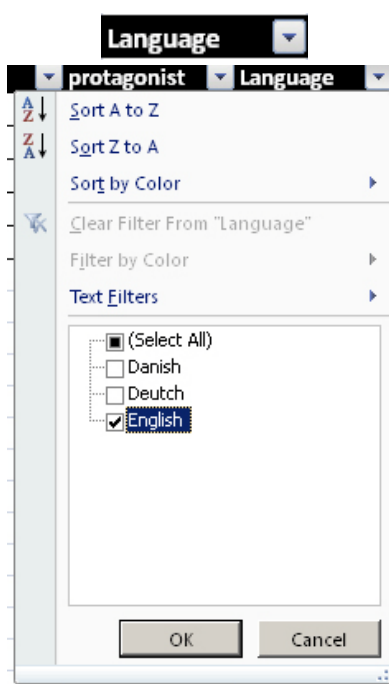 Language
protagonist Language
Sort A to Z
Sort Z to A
Sort by Color
Clear Filter From "Language"
Filter by Color
Text Filters
(Select All)
Danish
Deutch
English
OK Cancel